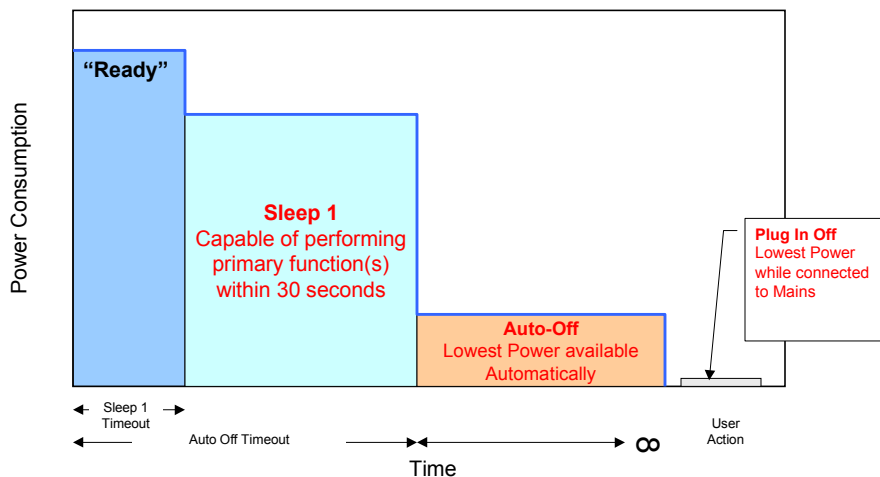 “Ready”
Power Consumption
Sleep 1
Capable of performing
primary function(s)
within 30 seconds
Plug In Off
Lowest Power
while connected
to Mains
Auto-Off
Lowest Power available
Automatically
Sleep 1
Timeout
Auto Off Timeout
∞
User
Action
Time